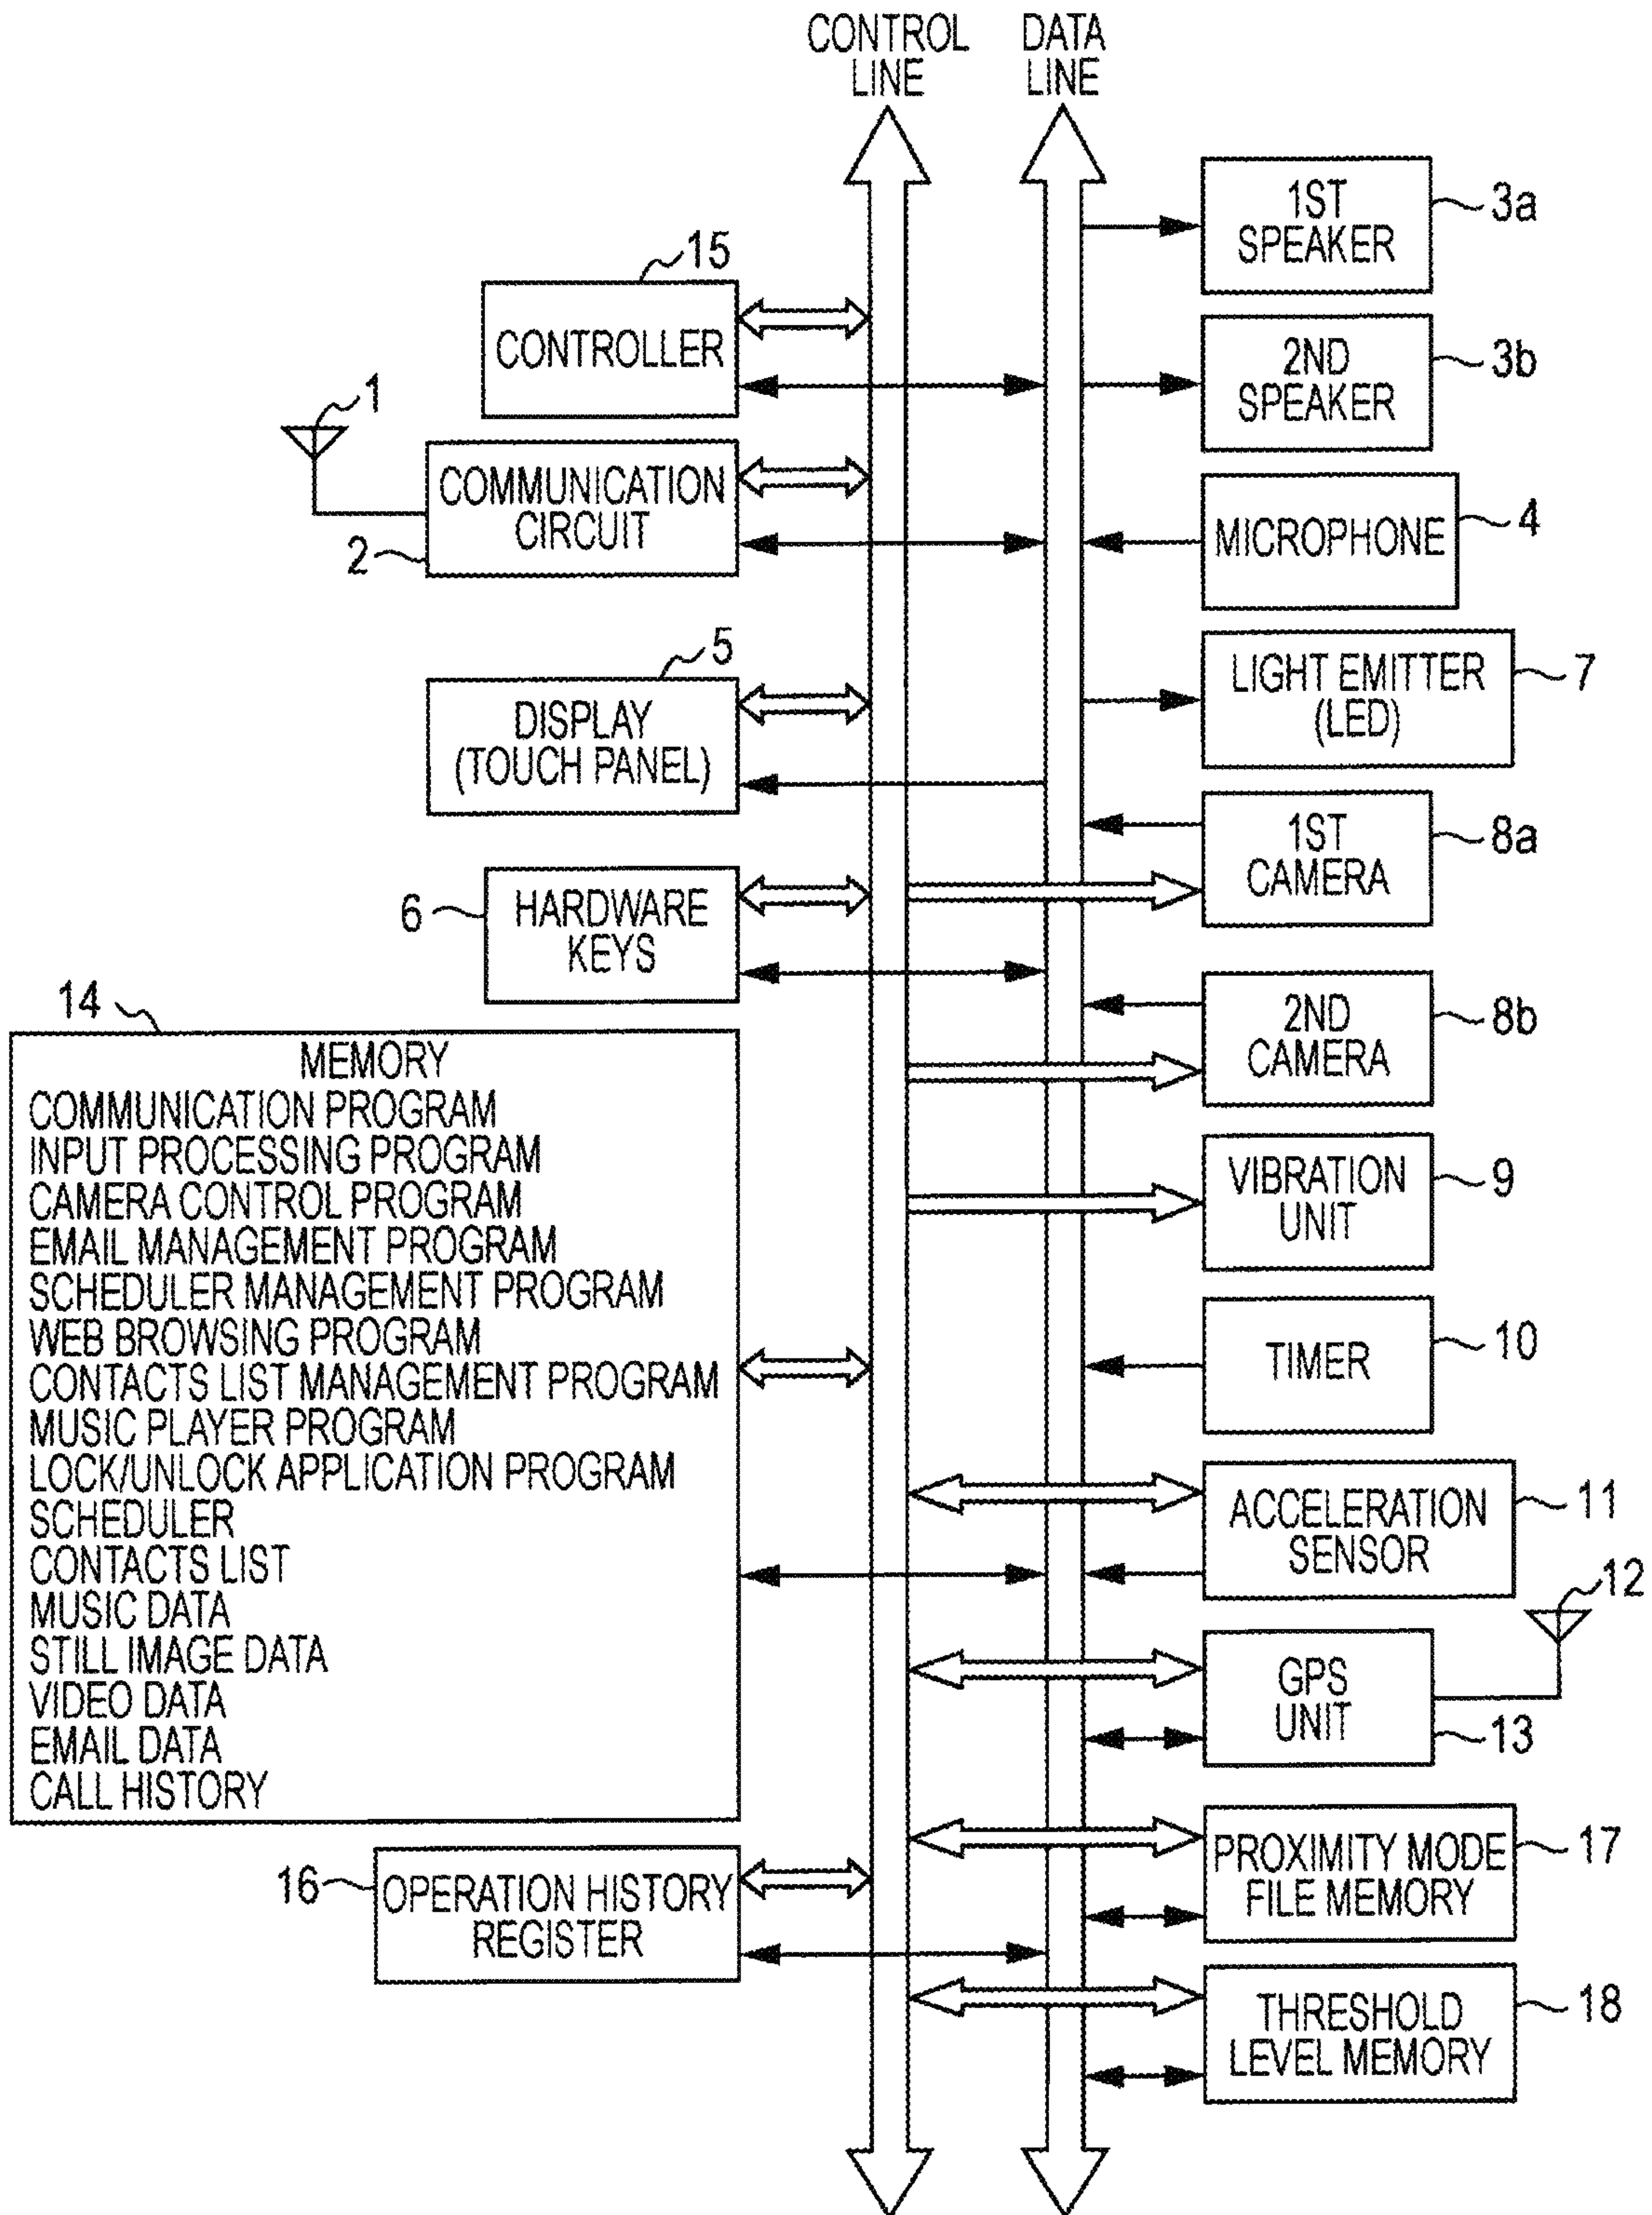 CONTROL
LINE
DATA
LINE
1ST
SPEAKER
3a
15
CONTROLLER
2ND
SPEAKER
3b
1
COMMUNICATION
CIRCUIT
2
MICROPHONE
4
5
DISPLAY
(TOUCH PANEL)
LIGHT EMITTER
(LED)
7
1ST
CAMERA
8a
6
HARDWARE
KEYS
2ND
CAMERA
8b
14
MEMORY
COMMUNICATION PROGRAM
INPUT PROCESSING PROGRAM
CAMERA CONTROL PROGRAM
EMAIL MANAGEMENT PROGRAM
SCHEDULER MANAGEMENT PROGRAM
WEB BROWSING PROGRAM
CONTACTS LIST MANAGEMENT PROGRAM
MUSIC PLAYER PROGRAM
LOCK/UNLOCK APPLICATION PROGRAM
SCHEDULER
CONTACTS LIST
MUSIC DATA
STILL IMAGE DATA
VIDEO DATA
EMAIL DATA
CALL HISTORY
VIBRATION
UNIT
9
TIMER
10
ACCELERATION
SENSOR
11
12
GPS
UNIT
13
16
OPERATION HISTORY
REGISTER
PROXIMITY MODE
FILE MEMORY
17
THRESHOLD
LEVEL MEMORY
18